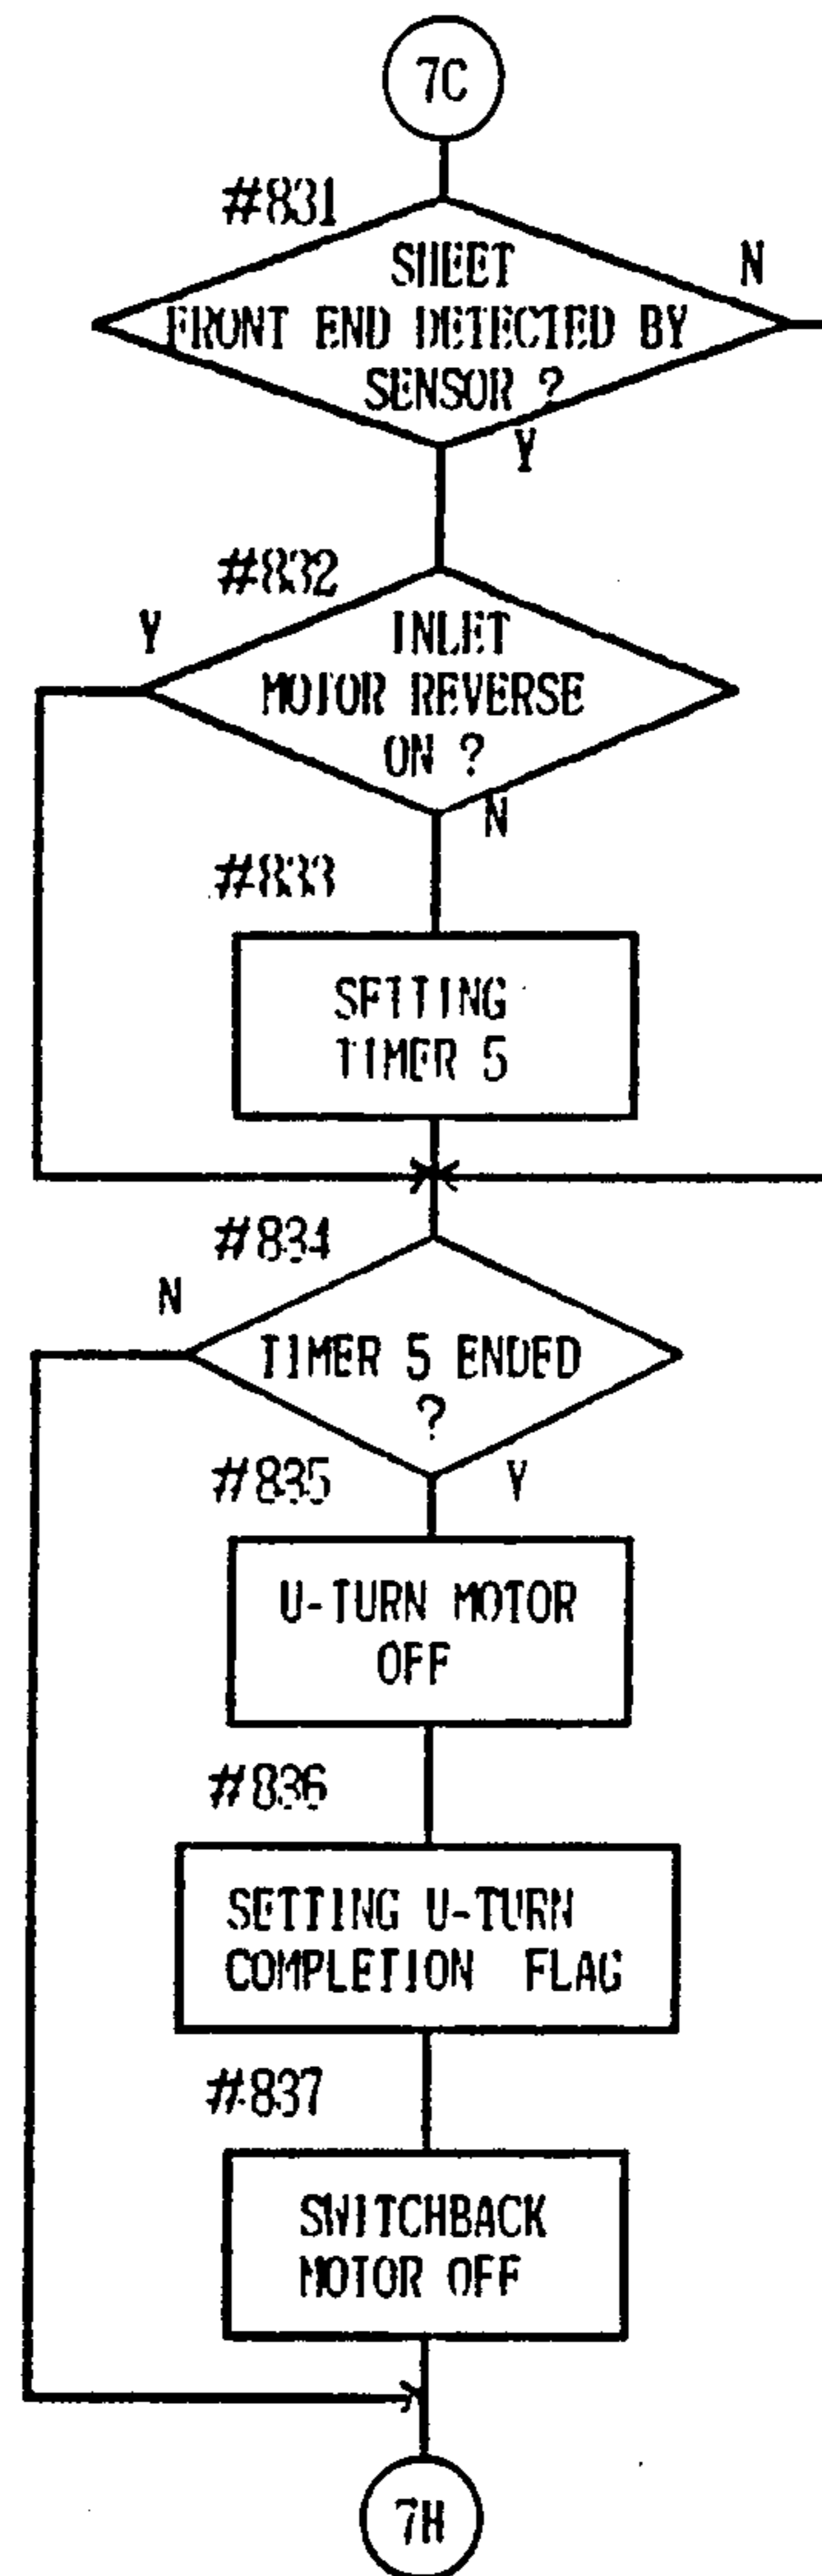 7C
#831
SHEET
N
FRONT END DETECTED BY
SENSOR ?
Y
#832
Y
INLET
MOTOR REVERSE
ON ?
N
#833
SETTING
TIMER 5
#834
N
TIMER 5 ENDED
?
#835
Y
U-TURN MOTOR
OFF
#836
SETTING U-TURN
COMPLETION FLAG
#837
SWITCHBACK
MOTOR OFF
7H